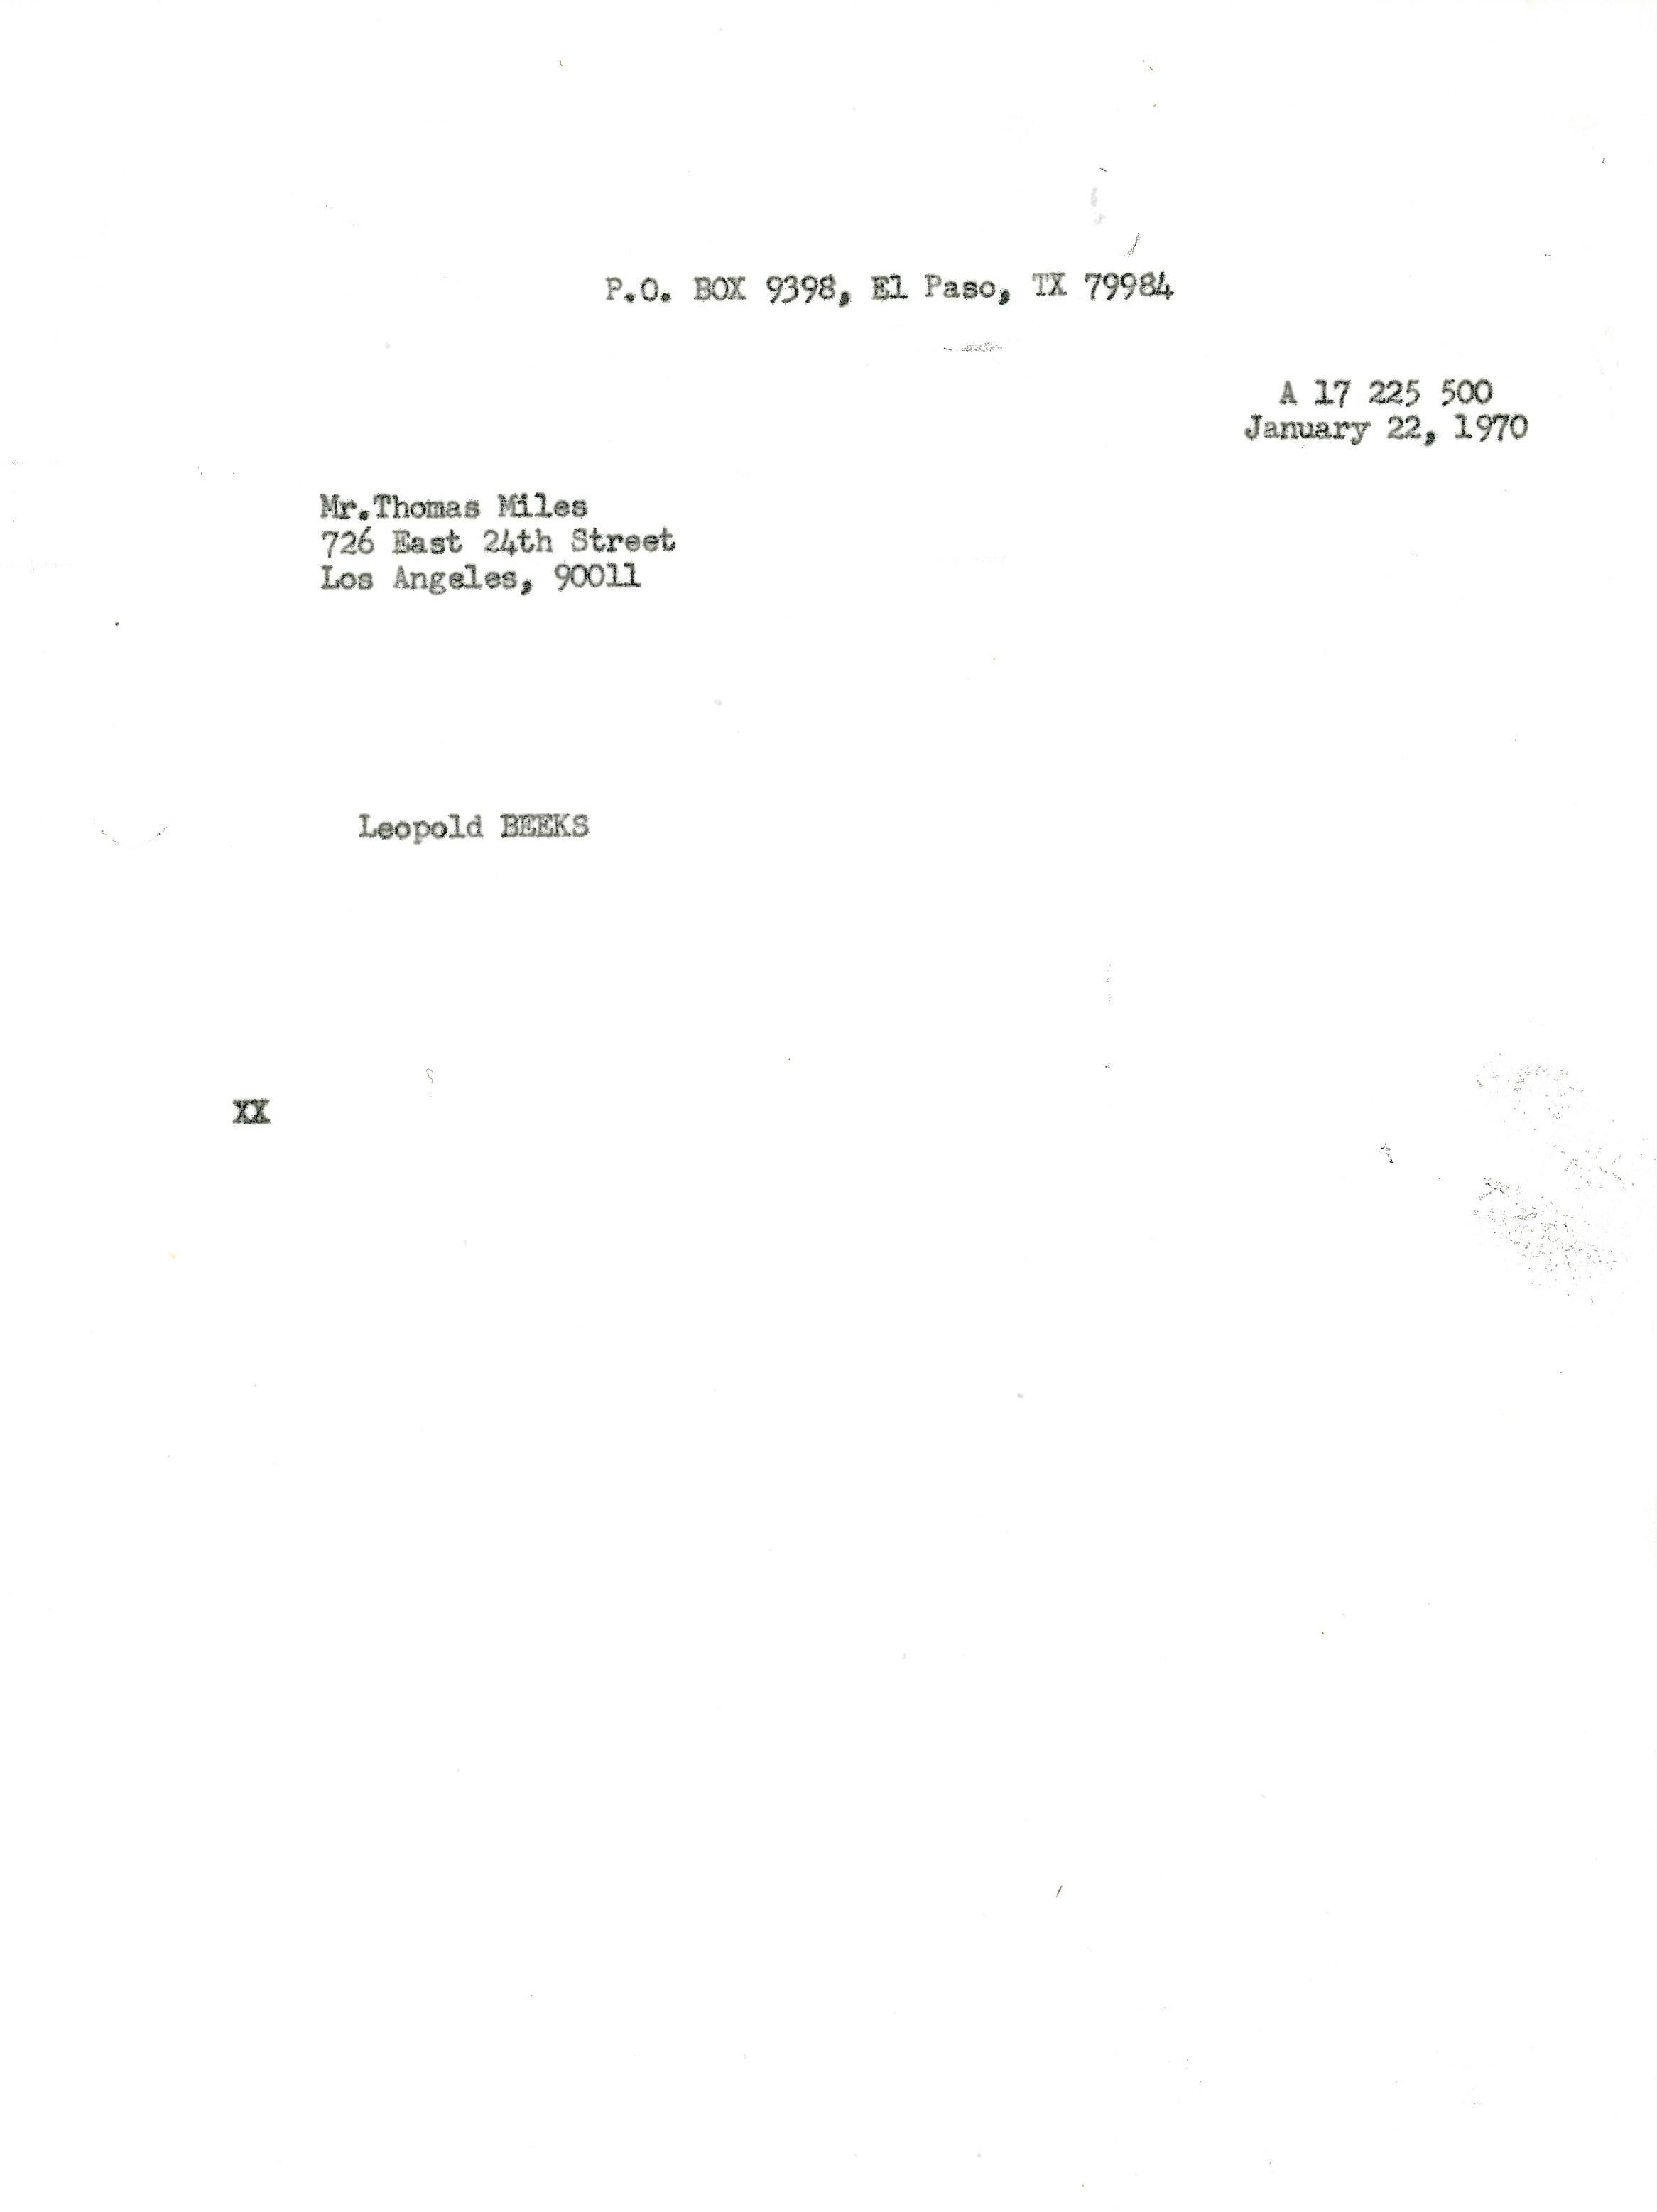 P.O. BOX 9398, El Paso, TX 79984
A 17 225 500
January 22, 1970
Mr.Thomas Miles
726 East 24th Street
Los Angeles, 90011
Leopold BEEKS
XX